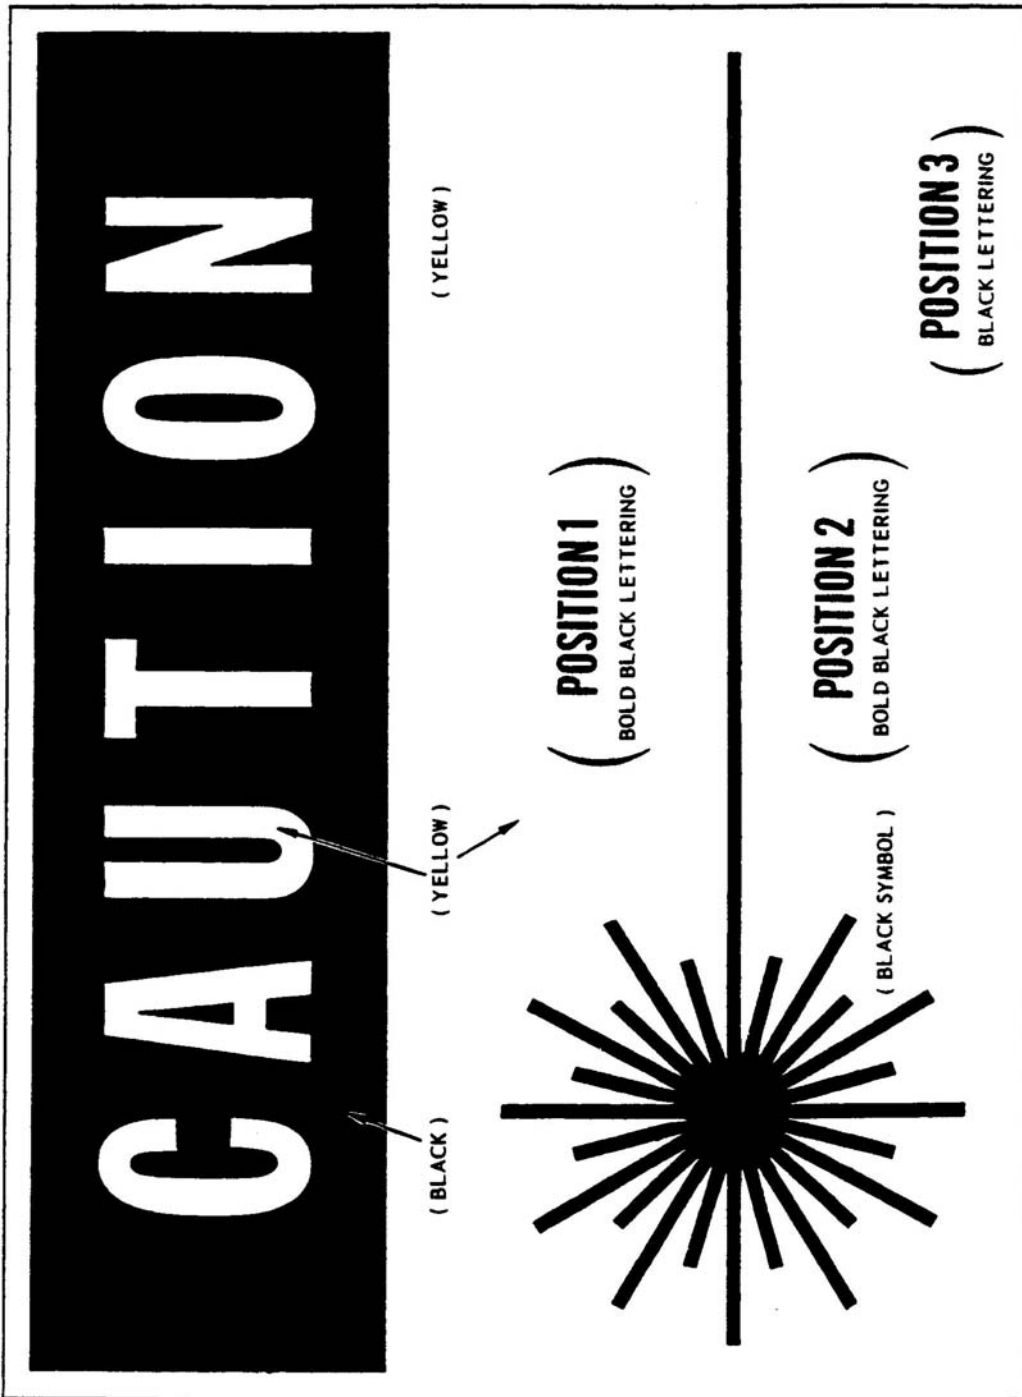 CAUTION
( BLACK )
( YELLOW )
( YELLOW )
( POSITION 1 )
BOLD BLACK LETTERING
( BLACK SYMBOL )
( POSITION 2 )
BOLD BLACK LETTERING
( POSITION 3 )
BLACK LETTERING